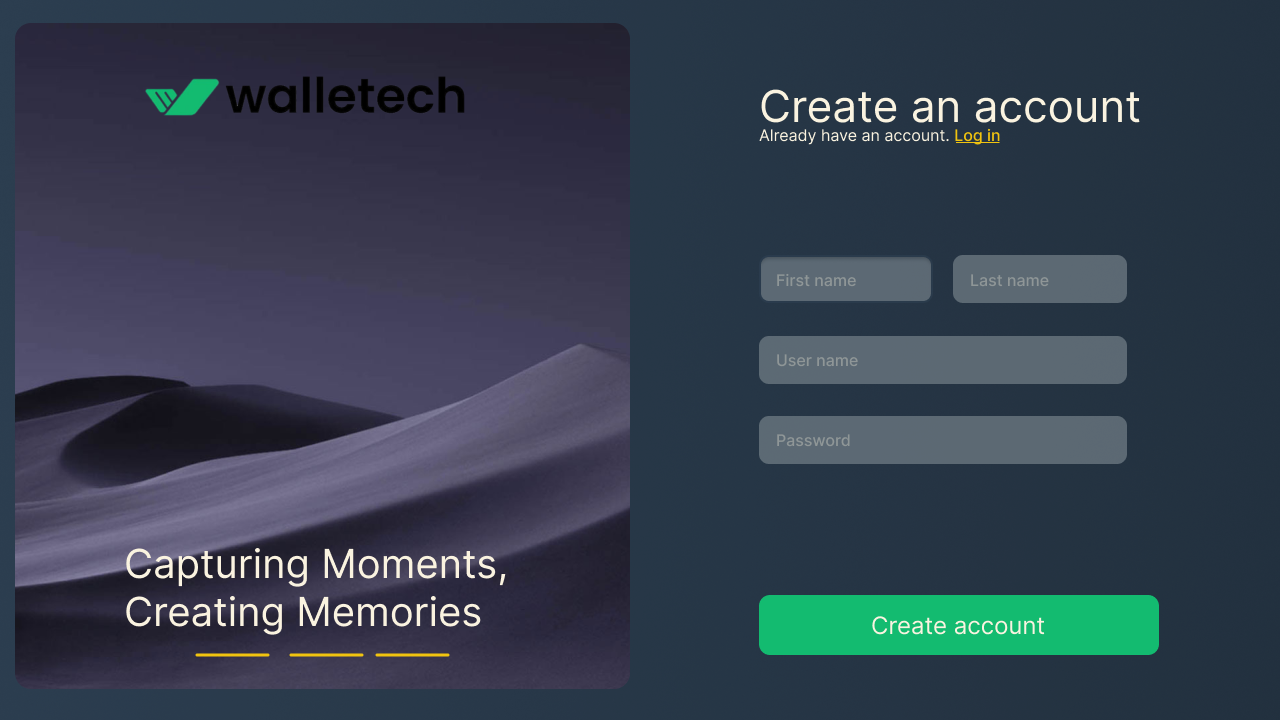 walletech
Capturing Moments,
Creating Memories
Create an account
Already have an account. Log in
First name
Last name
User name
Password
Create account